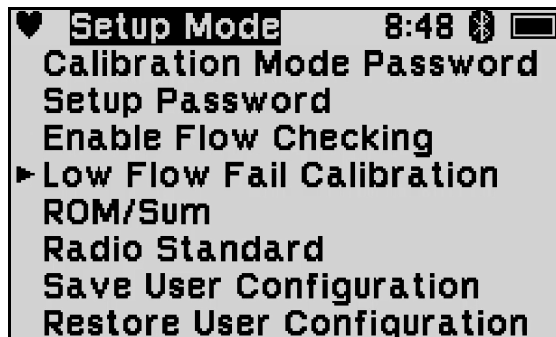 Setup Mode 8:48
Calibration Mode Password
Setup Password
Enable Flow Checking
Low Flow Fail Calibration
ROM/Sum
Radio Standard
Save User Configuration
Restore User Configuration